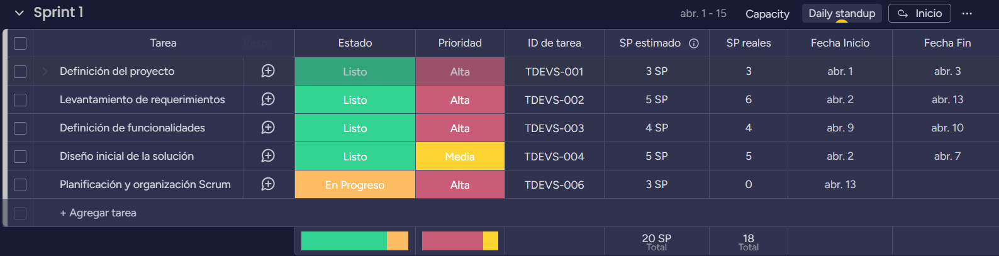 Sprint 1
abr. 1 - 15 Capacity Daily standup Inicio
Tarea Resp Estado Prioridad ID de tarea SP estimado SP reales Fecha Inicio Fecha Fin
Definición del proyecto Listo Alta TDEVS-001 3 SP 3 abr. 1 abr. 3
Levantamiento de requerimientos Listo Alta TDEVS-002 5 SP 6 abr. 2 abr. 13
Definición de funcionalidades Listo Alta TDEVS-003 4 SP 4 abr. 9 abr. 10
Diseño inicial de la solución Listo Media TDEVS-004 5 SP 5 abr. 2 abr. 7
Planificación y organización Scrum En Progreso Alta TDEVS-006 3 SP 0 abr. 13
+ Agregar tarea
20 SP 18
Total Total